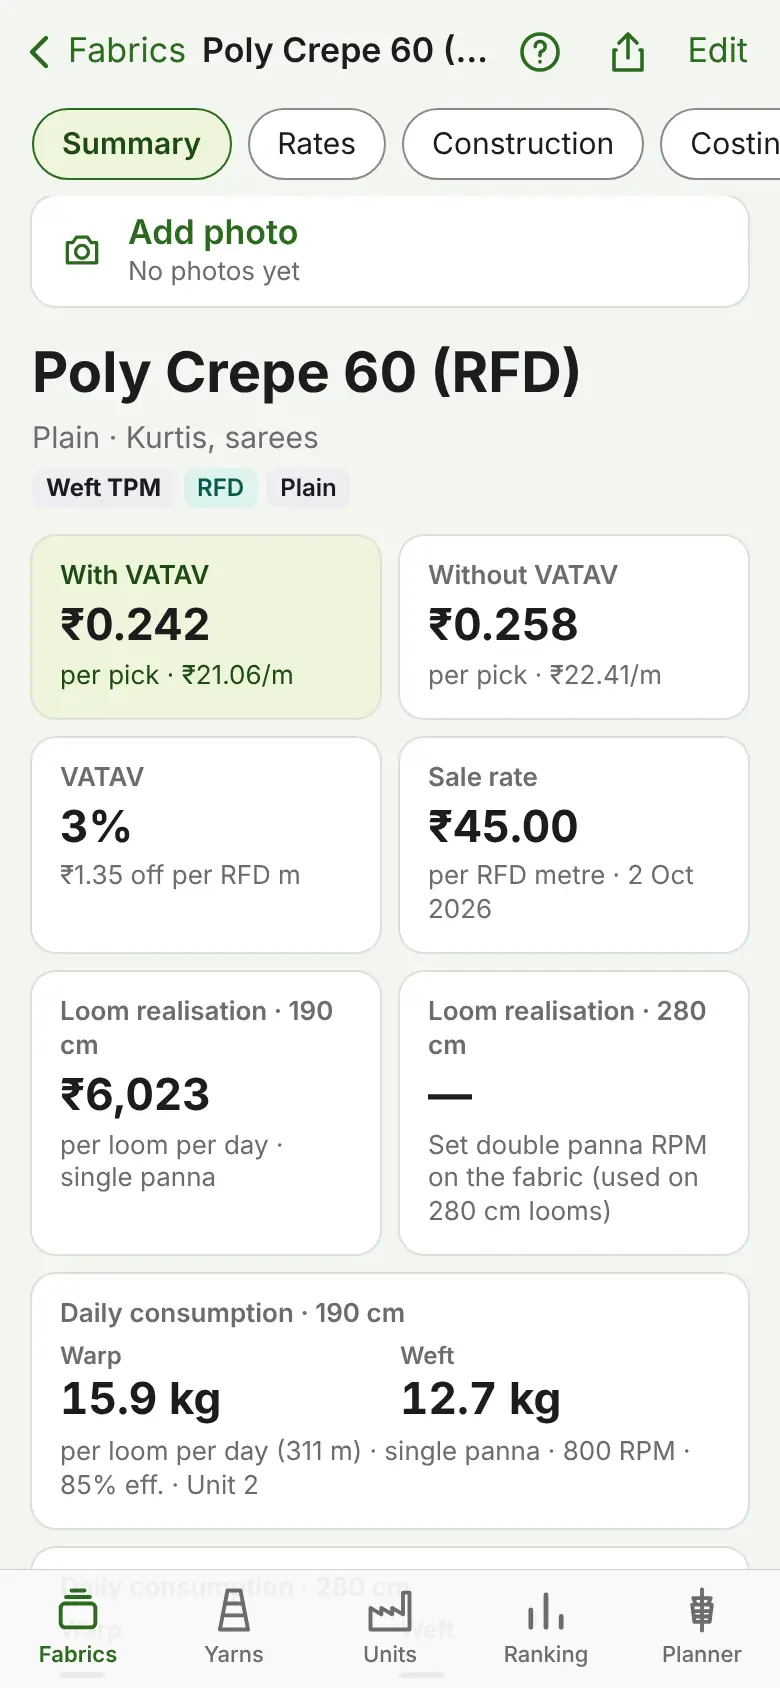 Fabrics Poly Crepe 60 (... Edit
Summary Rates Construction Costin
Add photo
No photos yet
Poly Crepe 60 (RFD)
Plain · Kurtis, sarees
Weft TPM RFD Plain
With VATAV
₹0.242
per pick · ₹21.06/m
Without VATAV
₹0.258
per pick · ₹22.41/m
VATAV
3%
₹1.35 off per RFD m
Sale rate
₹45.00
per RFD metre · 2 Oct
2026
Loom realisation · 190
cm
₹6,023
per loom per day ·
single panna
Loom realisation · 280
cm
—
Set double panna RPM
on the fabric (used on
280 cm looms)
Daily consumption · 190 cm
Warp Weft
15.9 kg 12.7 kg
per loom per day (311 m) · single panna · 800 RPM ·
85% eff. · Unit 2
Daily consumption · 280 cm
Warp Weft
Fabrics Yarns Units Ranking Planner